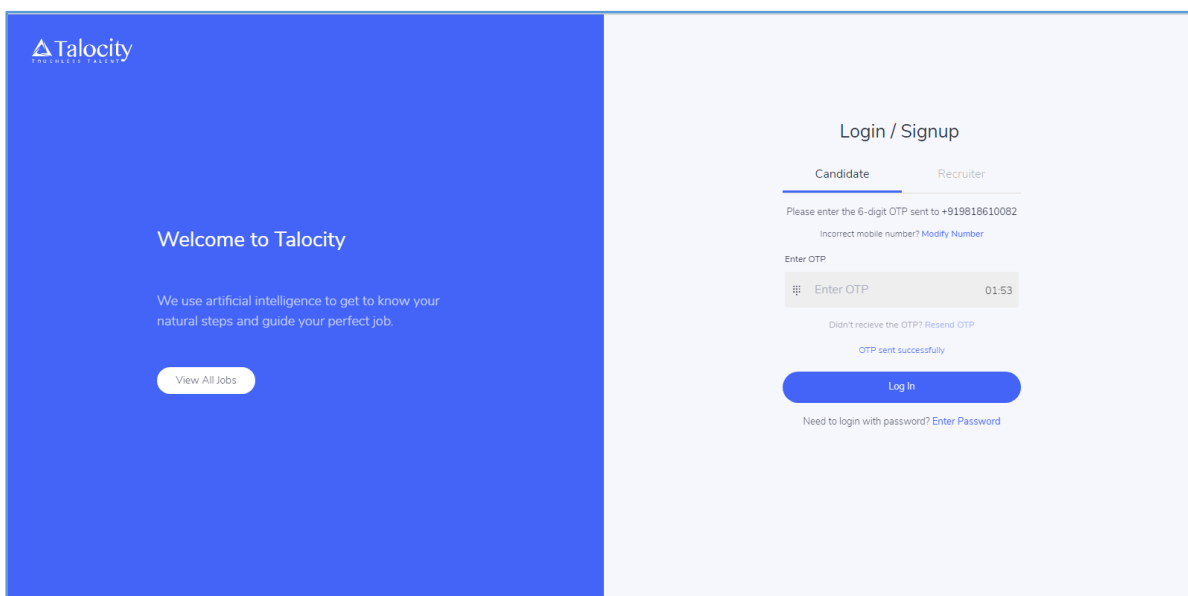 Talocity
TOUCHLESS TALENT
Welcome to Talocity
We use artificial intelligence to get to know your
natural steps and guide your perfect job.
View All Jobs
Login / Signup
Candidate Recruiter
Please enter the 6-digit OTP sent to +919818610082
Incorrect mobile number? Modify Number
Enter OTP
Enter OTP 01:53
Didn't recieve the OTP? Resend OTP
OTP sent successfully
Log In
Need to login with password? Enter Password